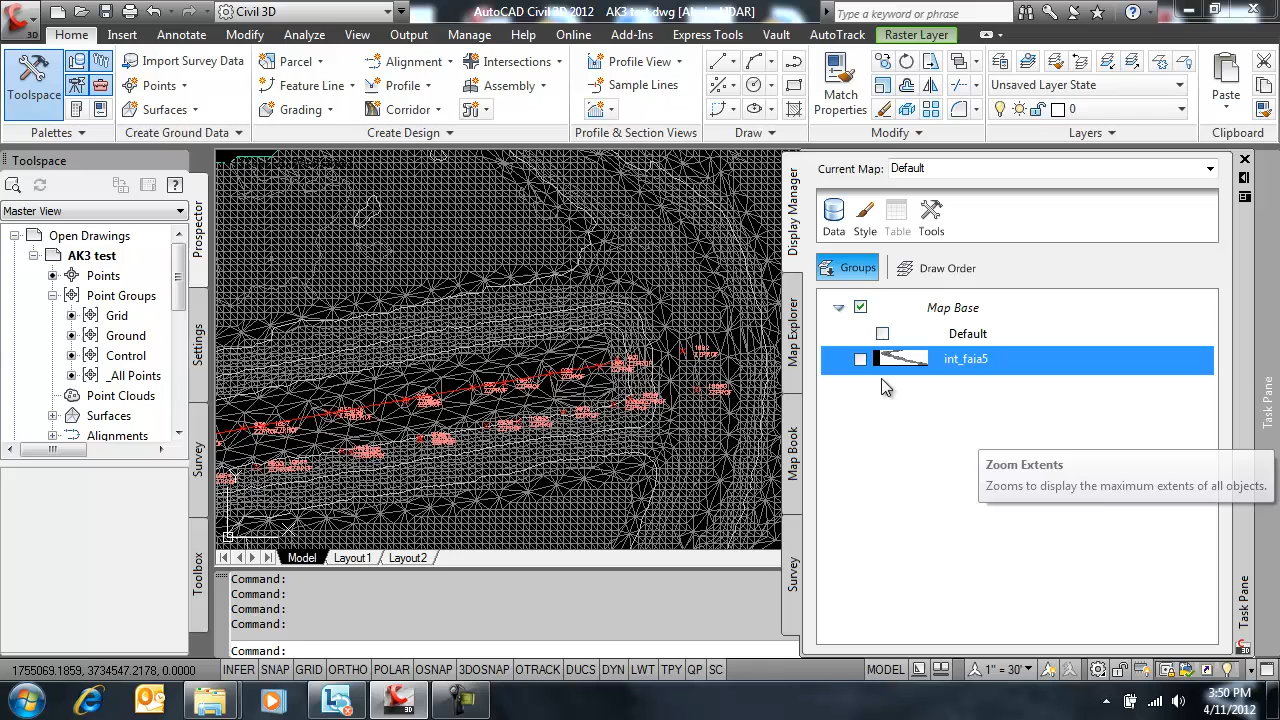 Civil 3D
AutoCAD Civil 3D 2012 AK3 test.dwg
Type a keyword or phrase
3D
Home
Insert
Annotate
Modify
Analyze
View
Output
Manage
Help
Online
Add-Ins
Express Tools
Vault
AutoTrack
Raster Layer
Toolspace
Import Survey Data
Points
Surfaces
Parcel
Feature Line
Grading
Alignment
Profile
Corridor
Intersections
Assembly
Profile View
Sample Lines
Match
Properties
Unsaved Layer State
0
Paste
Palettes
Create Ground Data
Create Design
Profile & Section Views
Draw
Modify
Layers
Clipboard
Toolspace
Master View
Open Drawings
AK3 test
Points
Point Groups
Grid
Ground
Control
_All Points
Point Clouds
Surfaces
Alignments
Prospector
Settings
Survey
Toolbox
Model
Layout1
Layout2
Command:
Command:
Command:
Command:
Command:
Display Manager
Map Explorer
Map Book
Survey
Current Map:
Default
Data
Style
Table
Tools
Groups
Draw Order
Map Base
Default
int_faia5
Zoom Extents
Zooms to display the maximum extents of all objects.
Task Pane
Task Pane
1755069.1859, 3734547.2178, 0.0000
INFER SNAP GRID ORTHO POLAR OSNAP 3DOSNAP OTRACK DUCS DYN LWT TPY QP SC
MODEL
1" = 30'
3D
3:50 PM
4/11/2012